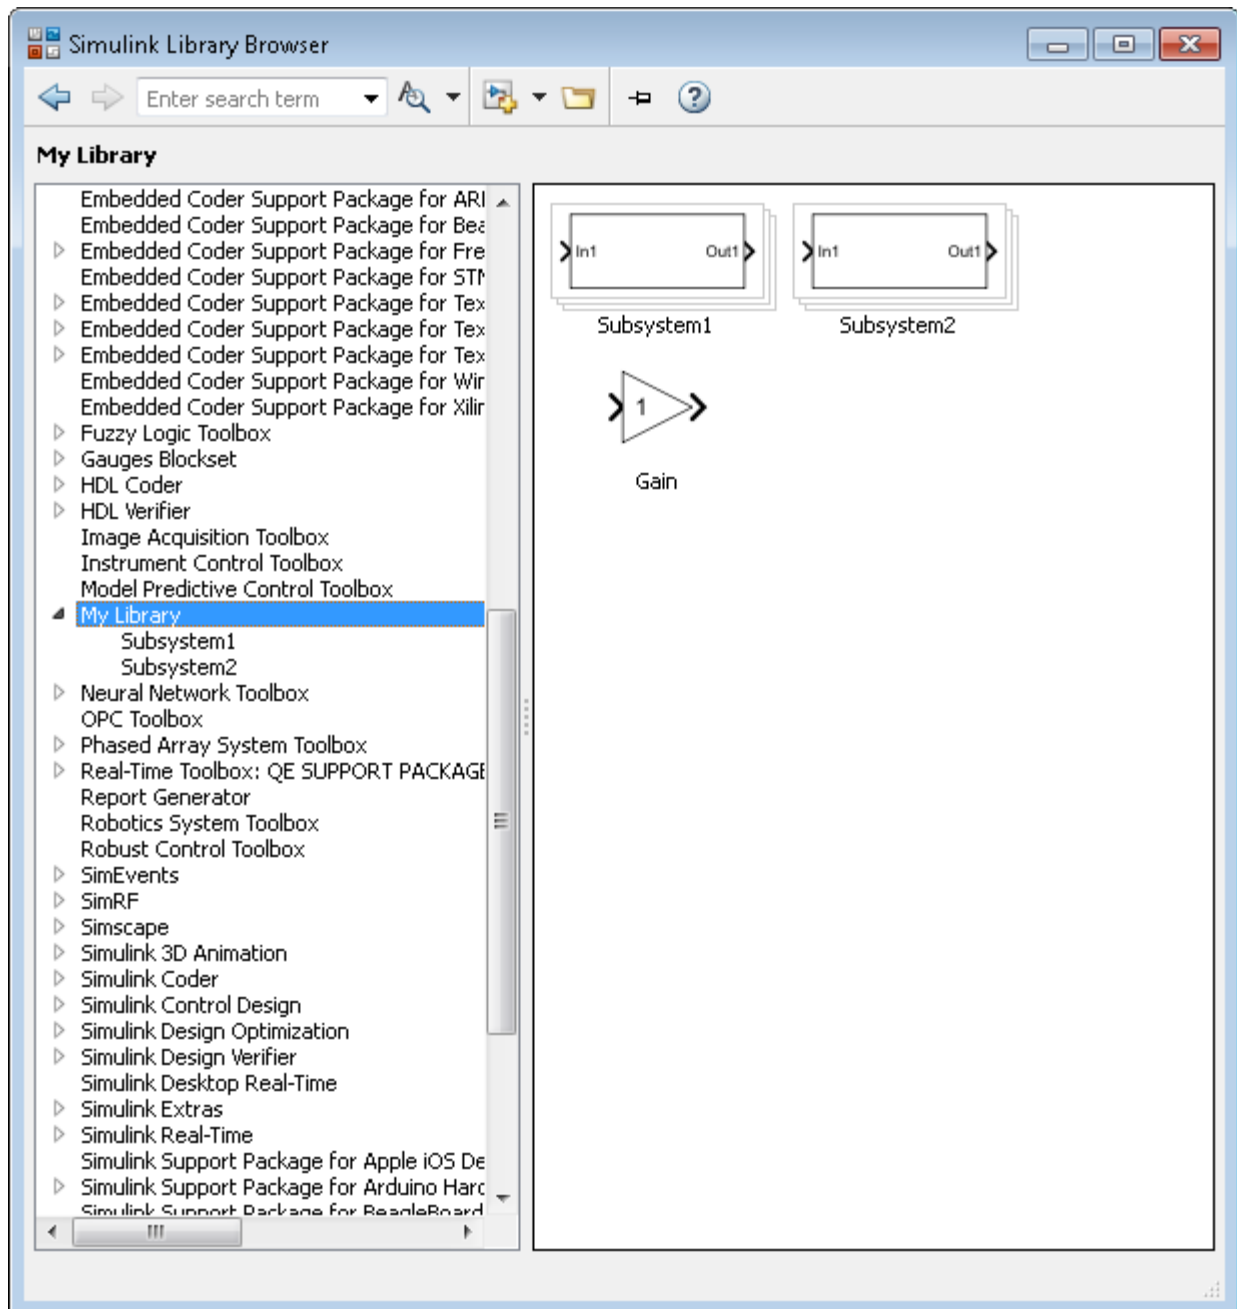 Simulink Library Browser
Enter search term
My Library
Embedded Coder Support Package for ARI
Embedded Coder Support Package for Bea
Embedded Coder Support Package for Fre
Embedded Coder Support Package for STM
Embedded Coder Support Package for Tex
Embedded Coder Support Package for Tex
Embedded Coder Support Package for Tex
Embedded Coder Support Package for Wir
Embedded Coder Support Package for Xilir
Fuzzy Logic Toolbox
Gauges Blockset
HDL Coder
HDL Verifier
Image Acquisition Toolbox
Instrument Control Toolbox
Model Predictive Control Toolbox
My Library
Subsystem1
Subsystem2
Neural Network Toolbox
OPC Toolbox
Phased Array System Toolbox
Real-Time Toolbox: QE SUPPORT PACKAGE
Report Generator
Robotics System Toolbox
Robust Control Toolbox
SimEvents
SimRF
Simscape
Simulink 3D Animation
Simulink Coder
Simulink Control Design
Simulink Design Optimization
Simulink Design Verifier
Simulink Desktop Real-Time
Simulink Extras
Simulink Real-Time
Simulink Support Package for Apple iOS De
Simulink Support Package for Arduino Harc
Simulink Support Package for BeagleBoard
In1 Out1 In1 Out1
Subsystem1 Subsystem2
1
Gain